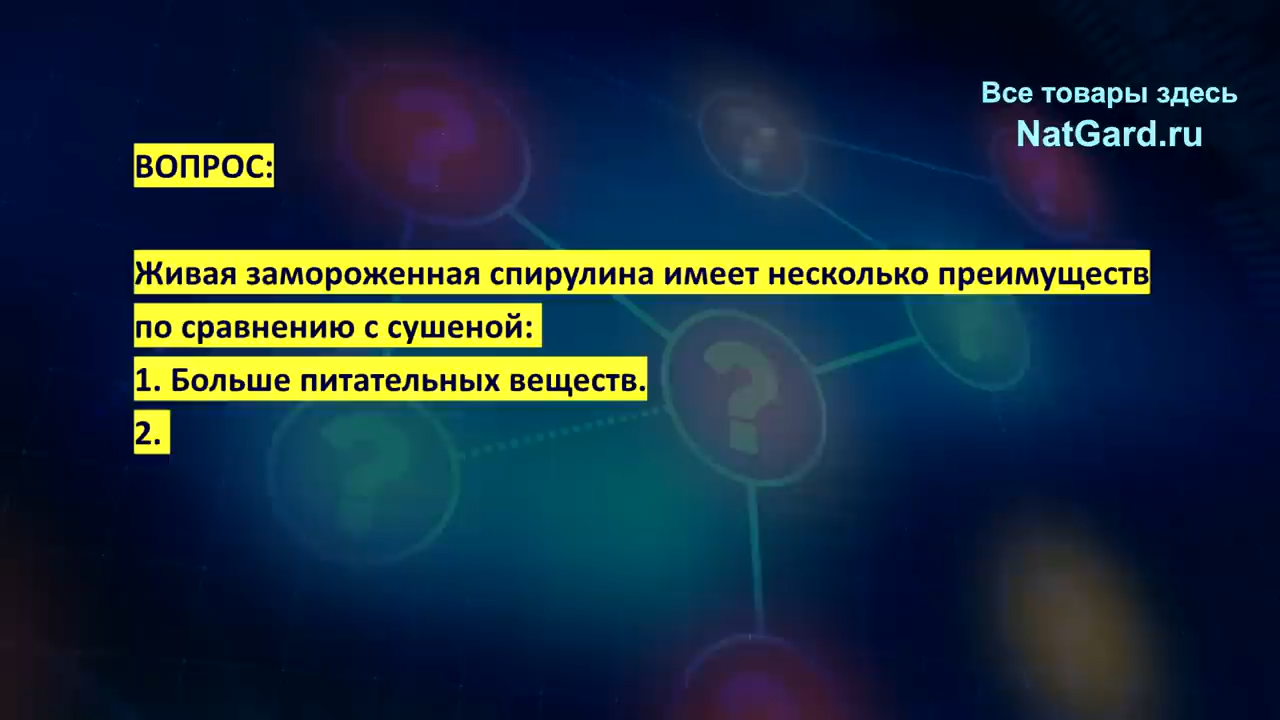 Все товары здесь
NatGard.ru
ВОПРОС:
Живая замороженная спирулина имеет несколько преимуществ
по сравнению с сушеной:
1. Больше питательных веществ.
2.